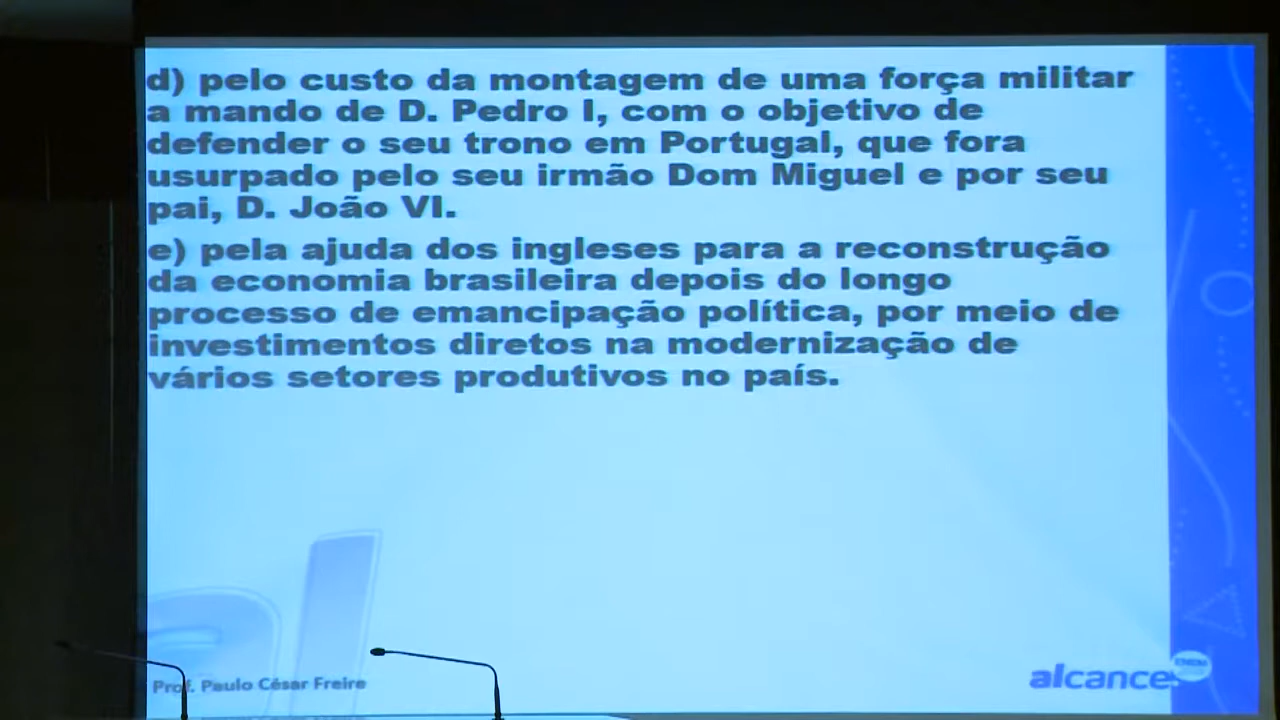 d) pelo custo da montagem de uma força militar
a mando de D. Pedro I, com o objetivo de
defender o seu trono em Portugal, que fora
usurpado pelo seu irmão Dom Miguel e por seu
pai, D. João VI.
e) pela ajuda dos ingleses para a reconstrução
da economia brasileira depois do longo
processo de emancipação política, por meio de
investimentos diretos na modernização de
vários setores produtivos no país.
Prof. Paulo César Freire
alcance
ENEM